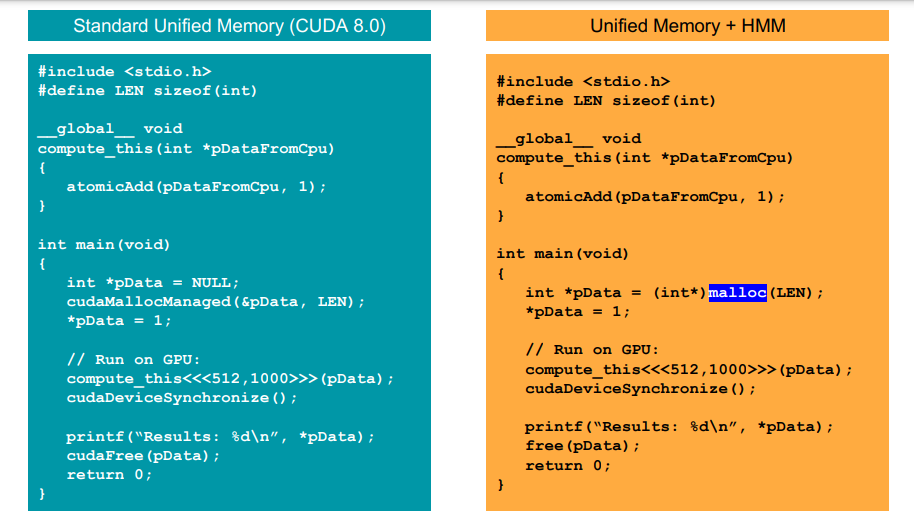 Standard Unified Memory (CUDA 8.0)
#include <stdio.h>
#define LEN sizeof(int)
__global__ void
compute_this(int *pDataFromCpu)
{
atomicAdd(pDataFromCpu, 1);
}
int main(void)
{
int *pData = NULL;
cudaMallocManaged(&pData, LEN);
*pData = 1;
// Run on GPU:
compute_this<<<512,1000>>>(pData);
cudaDeviceSynchronize();
printf(“Results: %d\n”, *pData);
cudaFree(pData);
return 0;
}
Unified Memory + HMM
#include <stdio.h>
#define LEN sizeof(int)
__global__ void
compute_this(int *pDataFromCpu)
{
atomicAdd(pDataFromCpu, 1);
}
int main(void)
{
int *pData = (int*)malloc(LEN);
*pData = 1;
// Run on GPU:
compute_this<<<512,1000>>>(pData);
cudaDeviceSynchronize();
printf(“Results: %d\n”, *pData);
free(pData);
return 0;
}